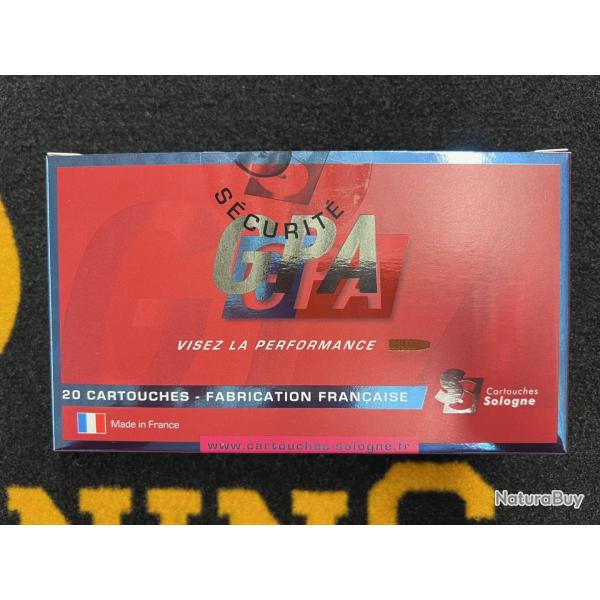 SÉCURITÉ
GPA
VISEZ LA PERFORMANCE
20 CARTOUCHES - FABRICATION FRANÇAISE
Cartouches
Sologne
Made in France
www.cartouches-sologne.fr
NaturaBuy